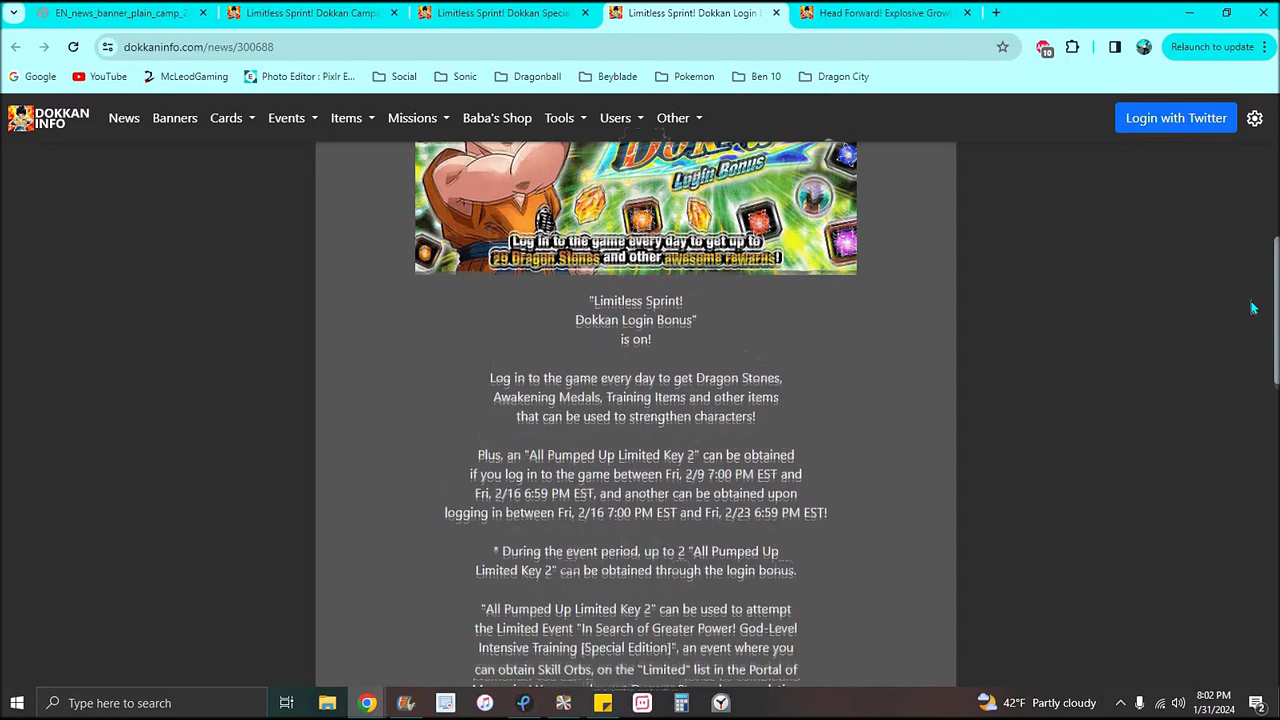 EN_news_banner_plain_camp_2
Limitless Sprint! Dokkan Campa
Limitless Sprint! Dokkan Specia
Limitless Sprint! Dokkan Login B
Head Forward! Explosive Growt
dokkaninfo.com/news/300688
10
Relaunch to update
Google
YouTube
McLeodGaming
Photo Editor : Pixlr E...
Social
Sonic
Dragonball
Beyblade
Pokemon
Ben 10
Dragon City
DOKKAN
INFO
News
Banners
Cards
Events
Items
Missions
Baba's Shop
Tools
Users
Other
Login with Twitter
DOKKAN
Login Bonus
Log in to the game every day to get up to
29 Dragon Stones and other awesome rewards!
"Limitless Sprint!
Dokkan Login Bonus"
is on!
Log in to the game every day to get Dragon Stones,
Awakening Medals, Training Items and other items
that can be used to strengthen characters!
Plus, an "All Pumped Up Limited Key 2" can be obtained
if you log in to the game between Fri, 2/9 7:00 PM EST and
Fri, 2/16 6:59 PM EST, and another can be obtained upon
logging in between Fri, 2/16 7:00 PM EST and Fri, 2/23 6:59 PM EST!
* During the event period, up to 2 "All Pumped Up
Limited Key 2" can be obtained through the login bonus.
"All Pumped Up Limited Key 2" can be used to attempt
the Limited Event "In Search of Greater Power! God-Level
Intensive Training [Special Edition]", an event where you
can obtain Skill Orbs, on the "Limited" list in the Portal of
Type here to search
42°F Partly cloudy
8:02 PM
1/31/2024
2